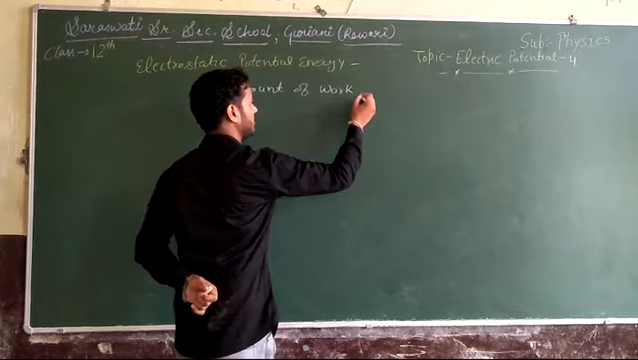 Saraswati Sr. Sec. School, Guriani (Rewari)
Sub:- Physics
Class → 12th
Topic- Electric Potential-4
Electrostatic Potential Energy -
ount of work